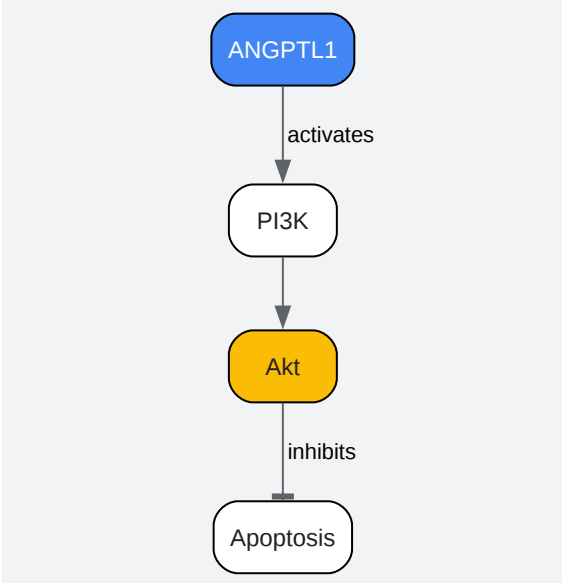 ANGPTL1
activates
PI3K
Akt
inhibits
Apoptosis